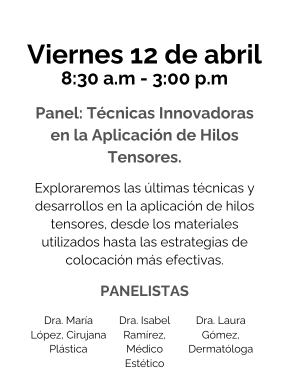 Viernes 12 de abril
8:30 a.m - 3:00 p.m
Panel: Técnicas Innovadoras
en la Aplicación de Hilos
Tensores.
Exploraremos las últimas técnicas y
desarrollos en la aplicación de hilos
tensores, desde los materiales
utilizados hasta las estrategias de
colocación más efectivas.
PANELISTAS
Dra. María
López, Cirujana
Plástica
Dra. Isabel
Ramírez,
Médico
Estético
Dra. Laura
Gómez,
Dermatóloga